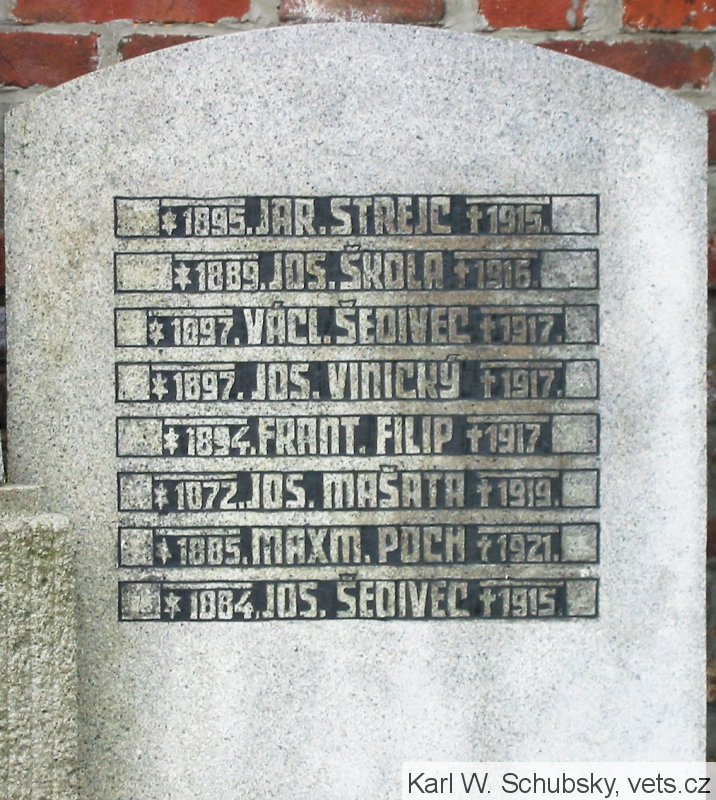 * 1895. JAR. STREJC † 1915.
* 1889. JOS. ŠKOLA † 1916.
* 1897. VÁCL. ŠEDIVEC † 1917.
* 1897. JOS. VINICKÝ † 1917.
* 1894. FRANT. FILIP † 1917.
* 1872. JOS. MAŠATA † 1919.
* 1885. MAXM. POCH † 1921.
* 1884. JOS. ŠEDIVEC † 1915.
Karl W. Schubsky, vets.cz